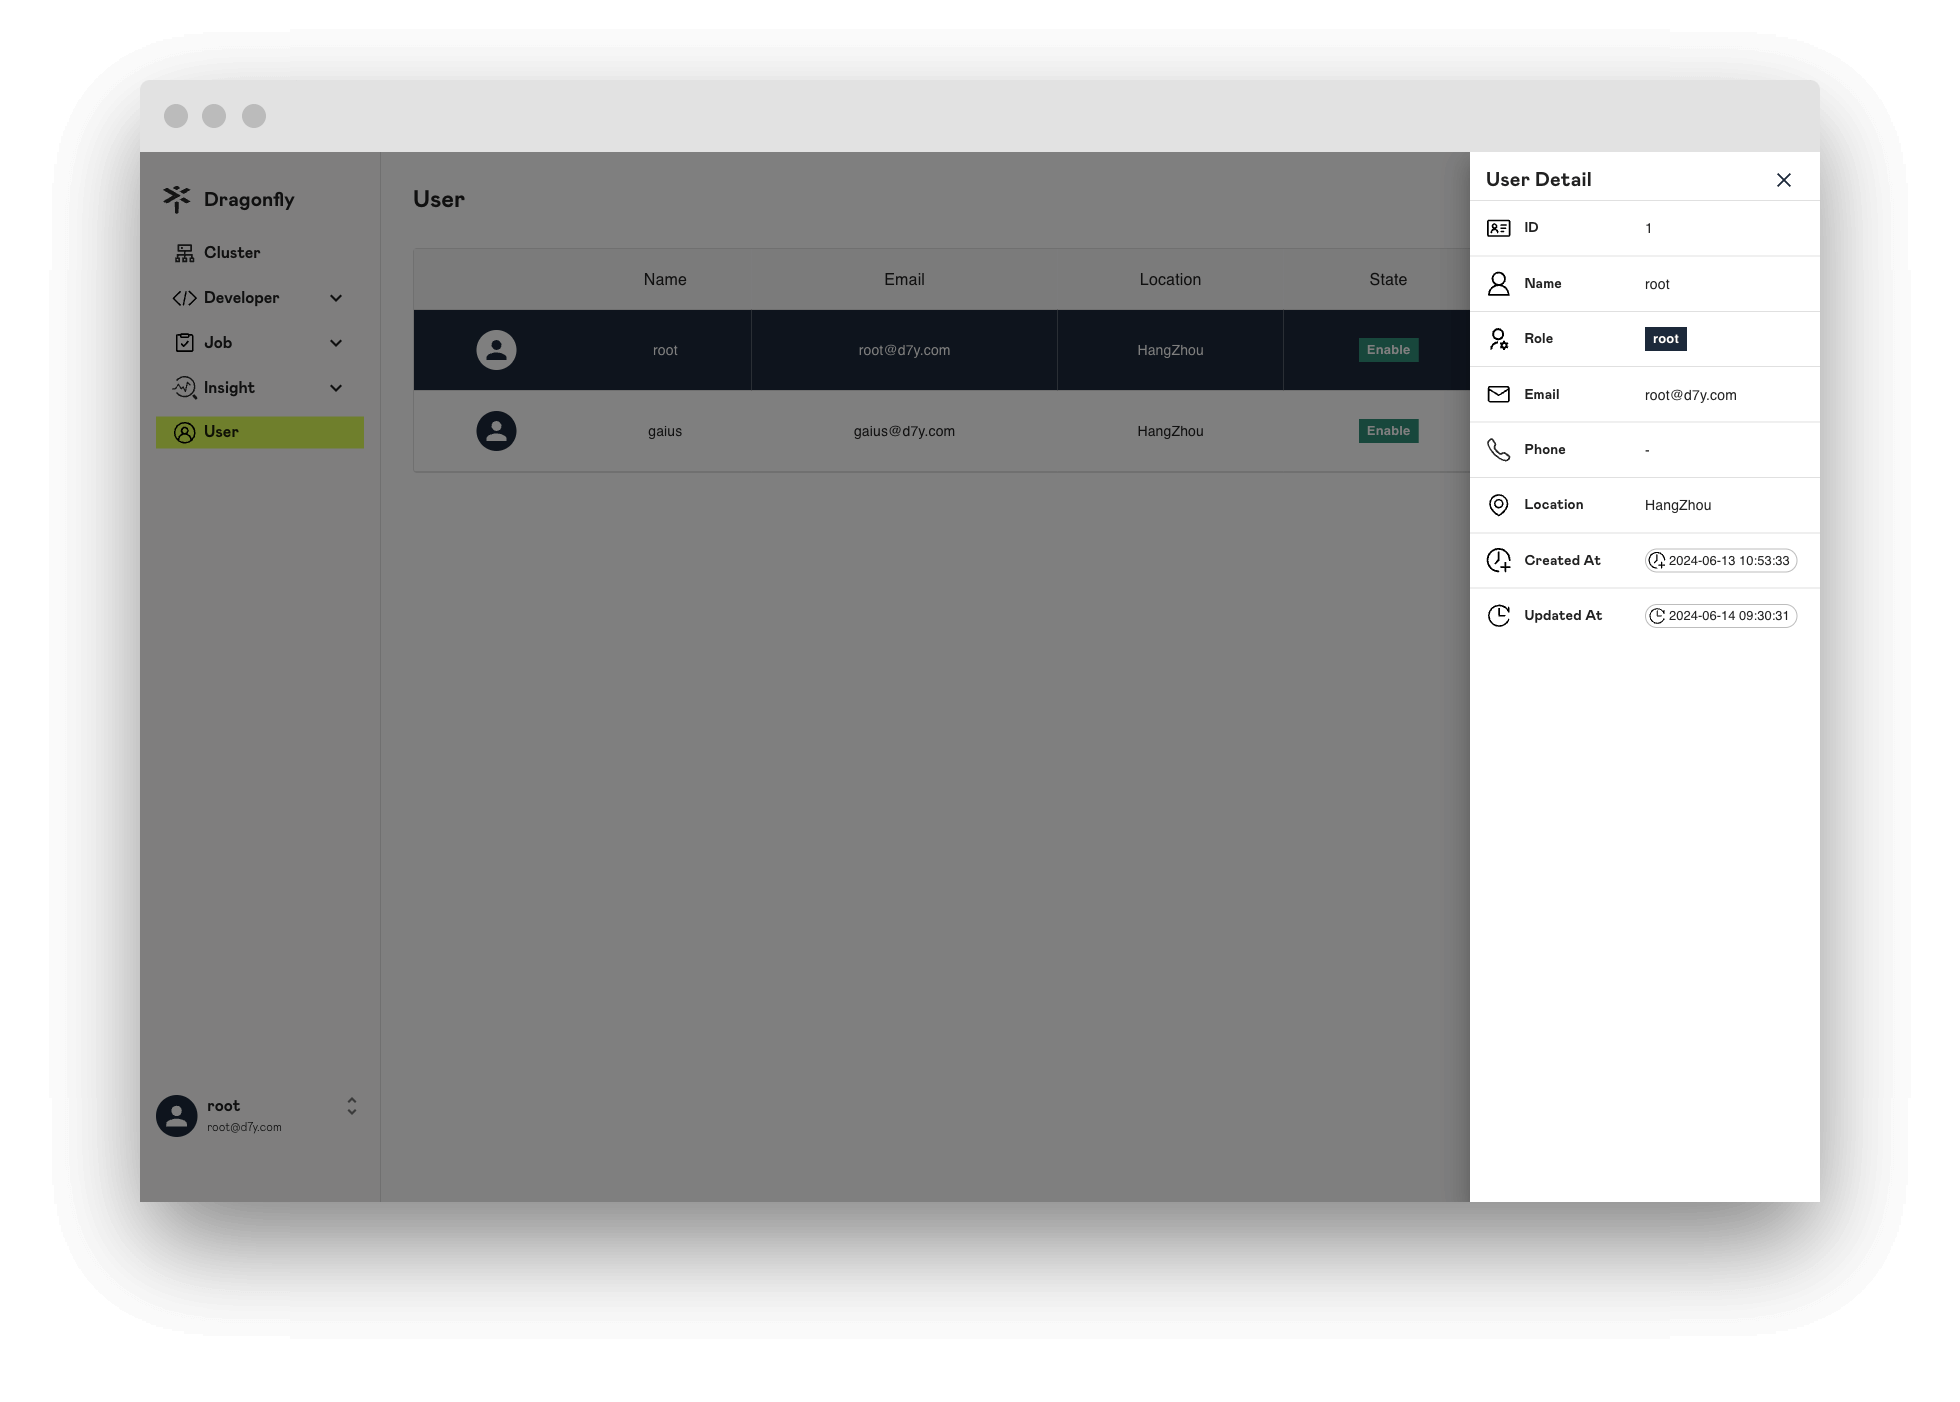 Dragonfly
Cluster
Developer
Job
Insight
User
root
root@d7y.com
User
Name Email Location State
root root@d7y.com HangZhou Enable
gaius gaius@d7y.com HangZhou Enable
User Detail
ID 1
Name root
Role root
Email root@d7y.com
Phone -
Location HangZhou
Created At 2024-06-13 10:53:33
Updated At 2024-06-14 09:30:31